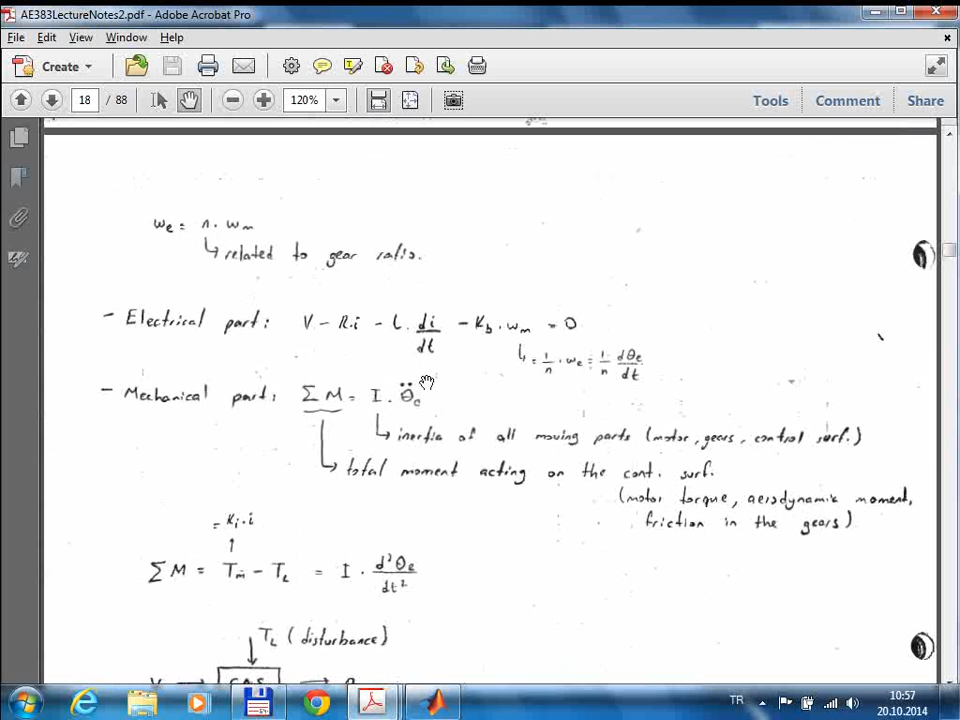 AE383LectureNotes2.pdf - Adobe Acrobat Pro
File Edit View Window Help
Create
18 / 88 120% Tools Comment Share
ωe = n. ωm
related to gear ratio.
- Electrical part: V - R.i - L. di/dt - Kb. ωm = 0
= 1/n . ωe = 1/n dθe/dt
- Mechanical part: ΣM = I. θ̈e
inertia of all moving parts (motor, gears, control surf.)
total moment acting on the cont. surf.
(motor torque, aerodynamic moment,
friction in the gears)
= Ki.i
ΣM = Tm - TL = I . d²θe/dt²
TL (disturbance)
V CAS
TR 10:57
20.10.2014